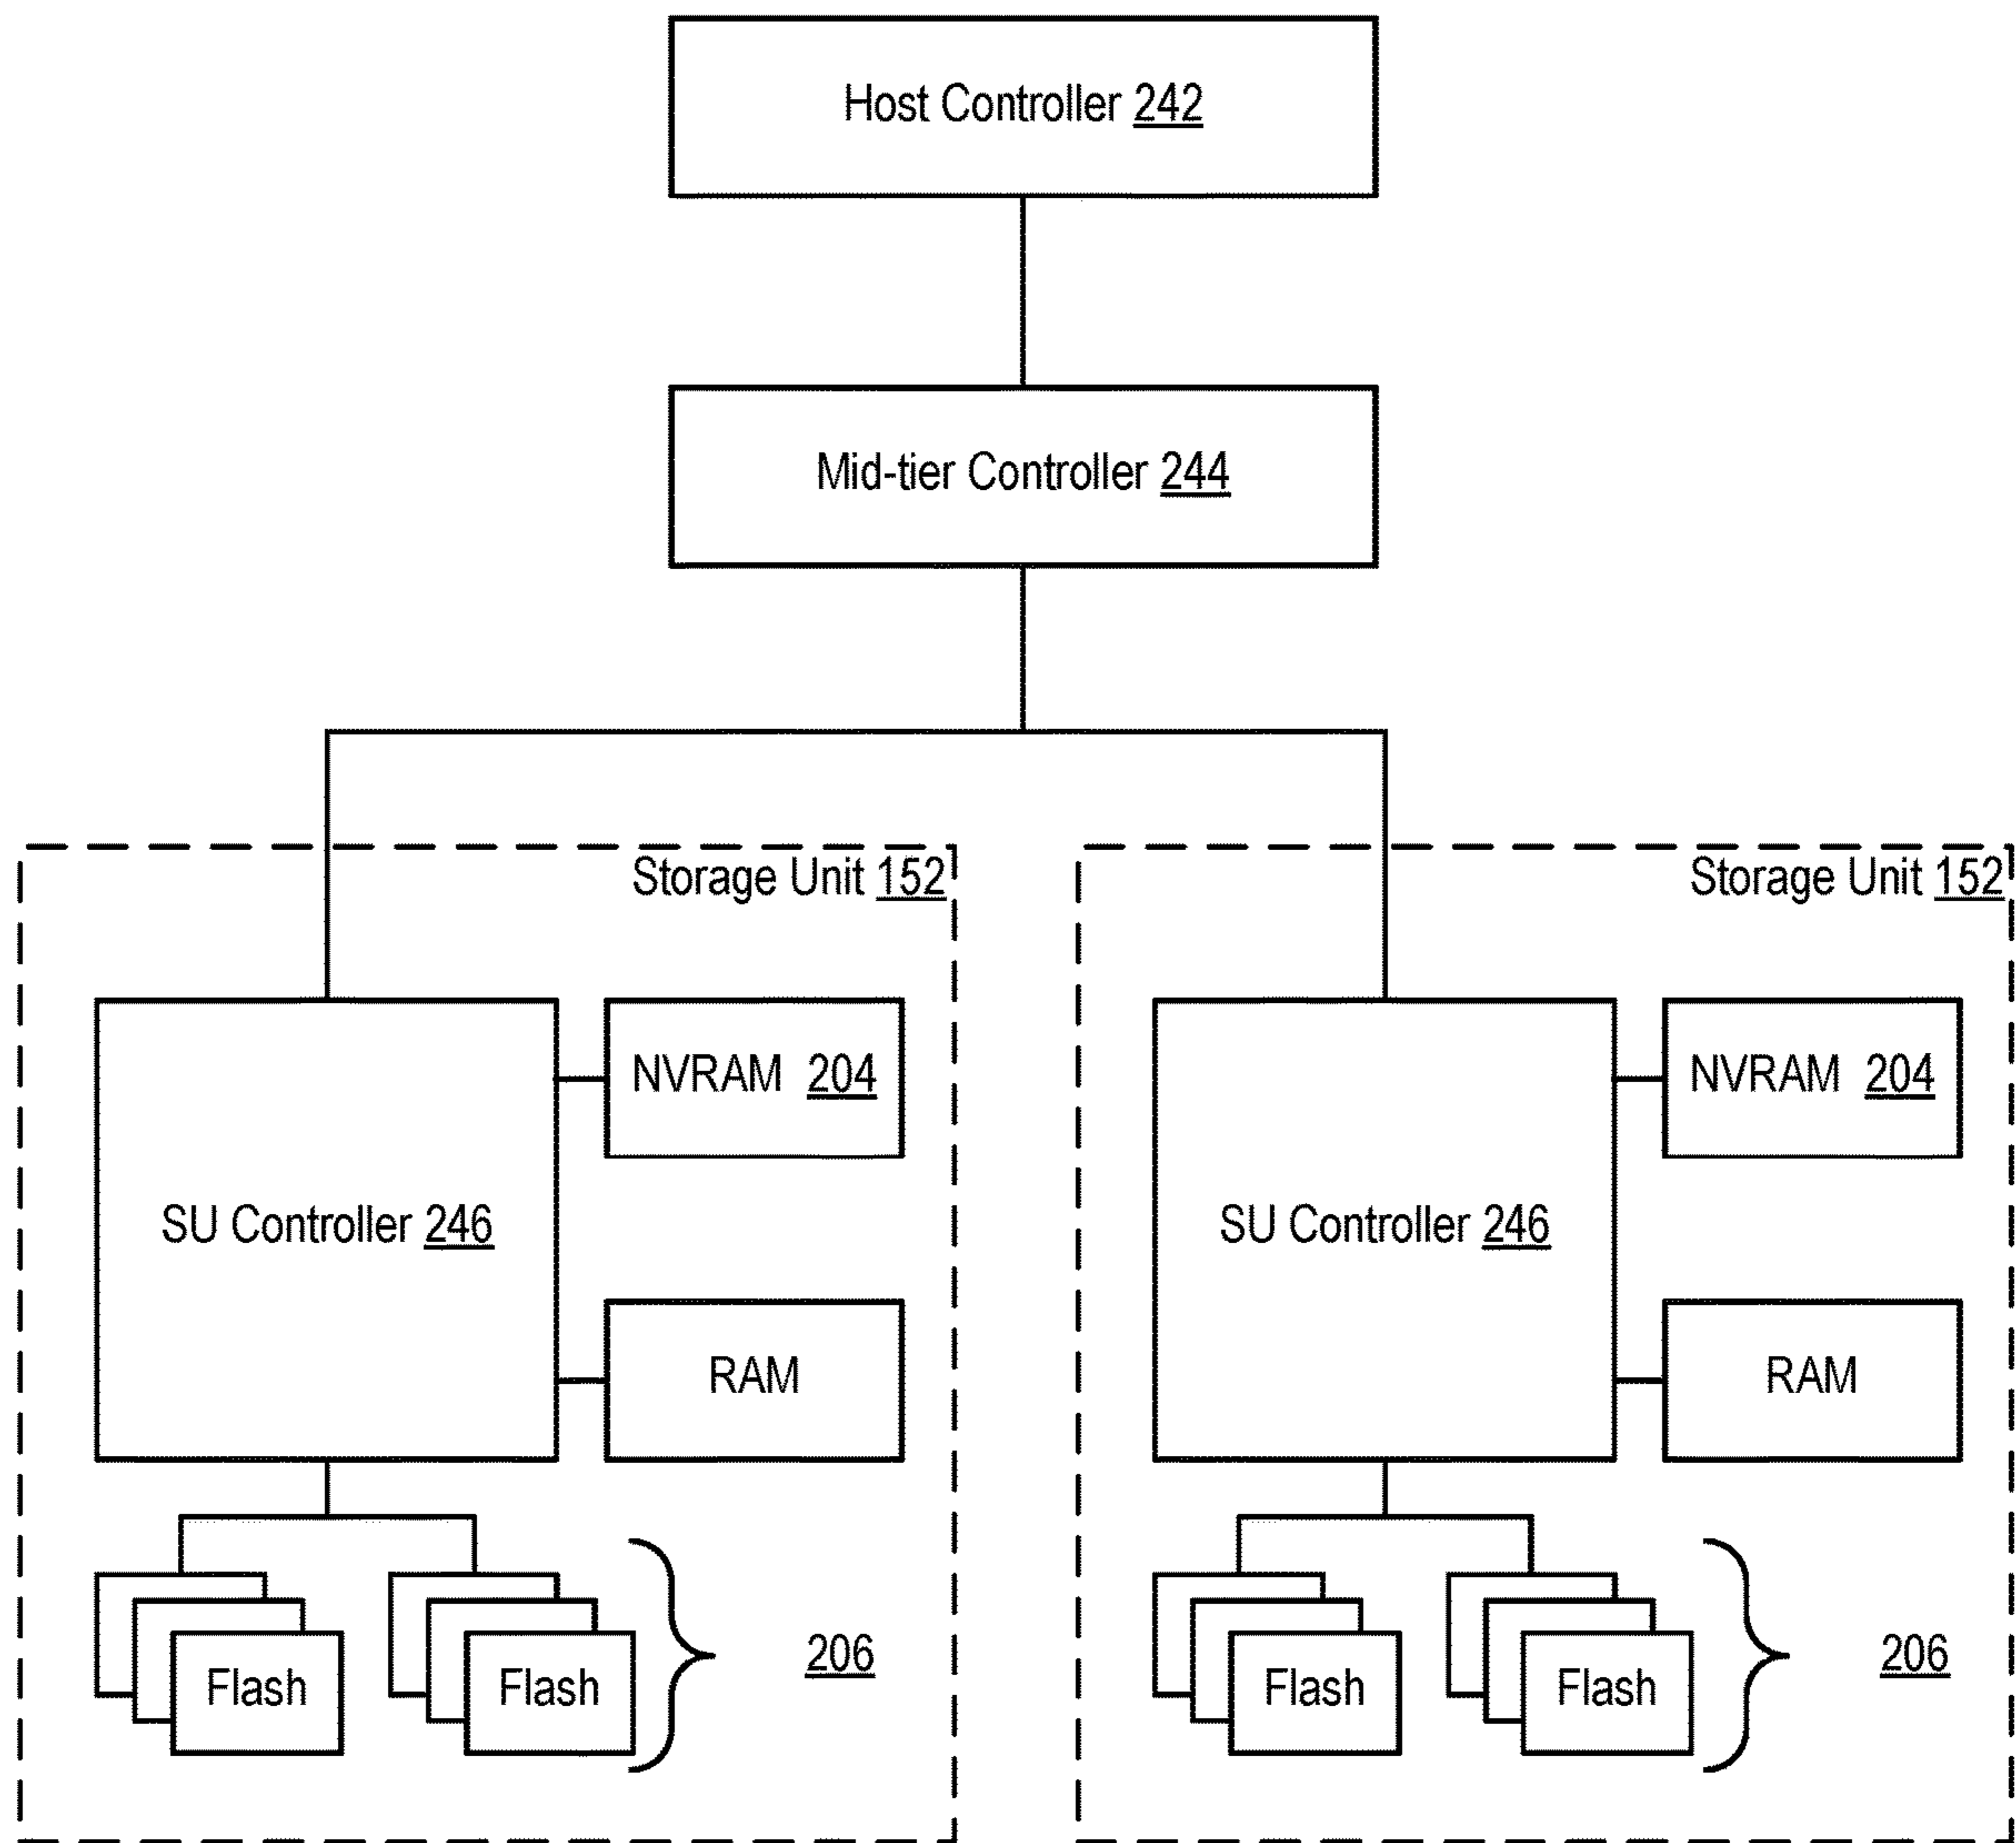 Host Controller 242
Mid-tier Controller 244
Storage Unit 152
Storage Unit 152
NVRAM 204
NVRAM 204
SU Controller 246
SU Controller 246
RAM
RAM
Flash
Flash
206
Flash
Flash
206